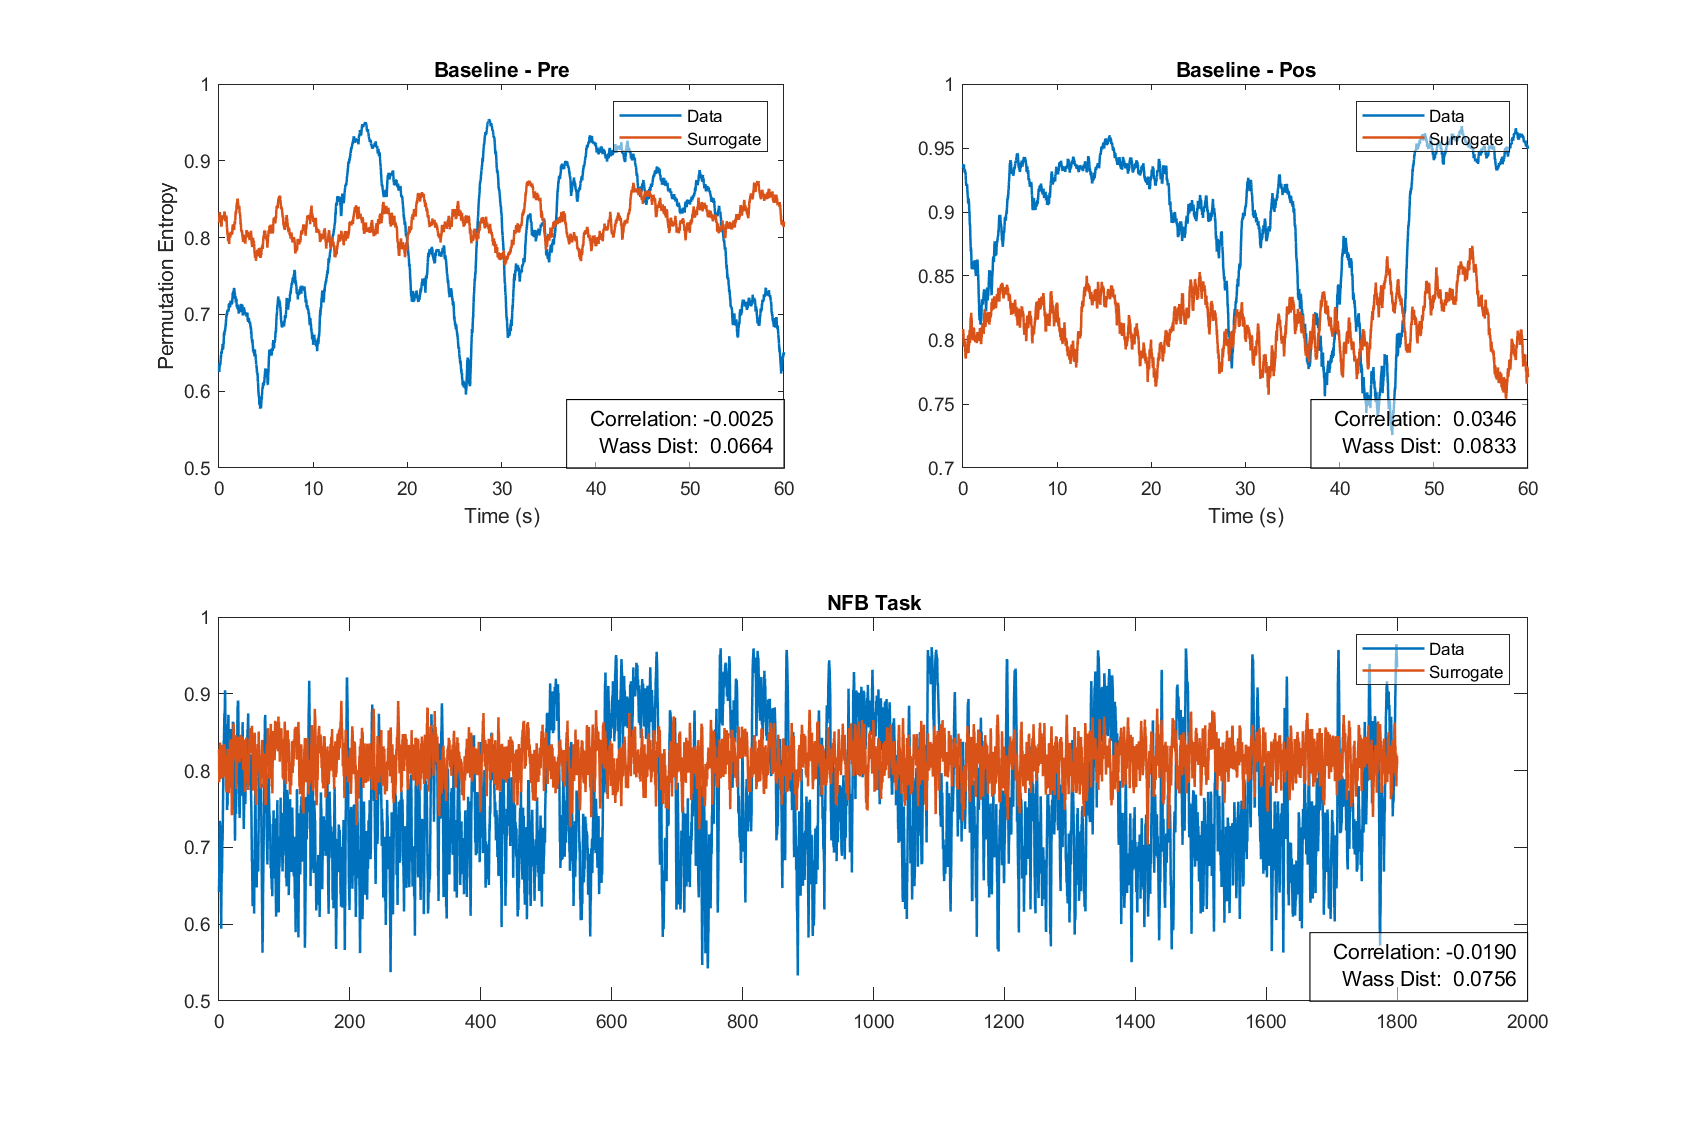 Baseline - Pre
1
0.9
0.8
0.7
0.6
0.5
Permutation Entropy
Data
Surrogate
Correlation: -0.0025
Wass Dist: 0.0664
0 10 20 30 40 50 60
Time (s)
Baseline - Pos
1
0.95
0.9
0.85
0.8
0.75
0.7
Data
Surrogate
Correlation: 0.0346
Wass Dist: 0.0833
0 10 20 30 40 50 60
Time (s)
NFB Task
1
0.9
0.8
0.7
0.6
0.5
Data
Surrogate
Correlation: -0.0190
Wass Dist: 0.0756
0 200 400 600 800 1000 1200 1400 1600 1800 2000